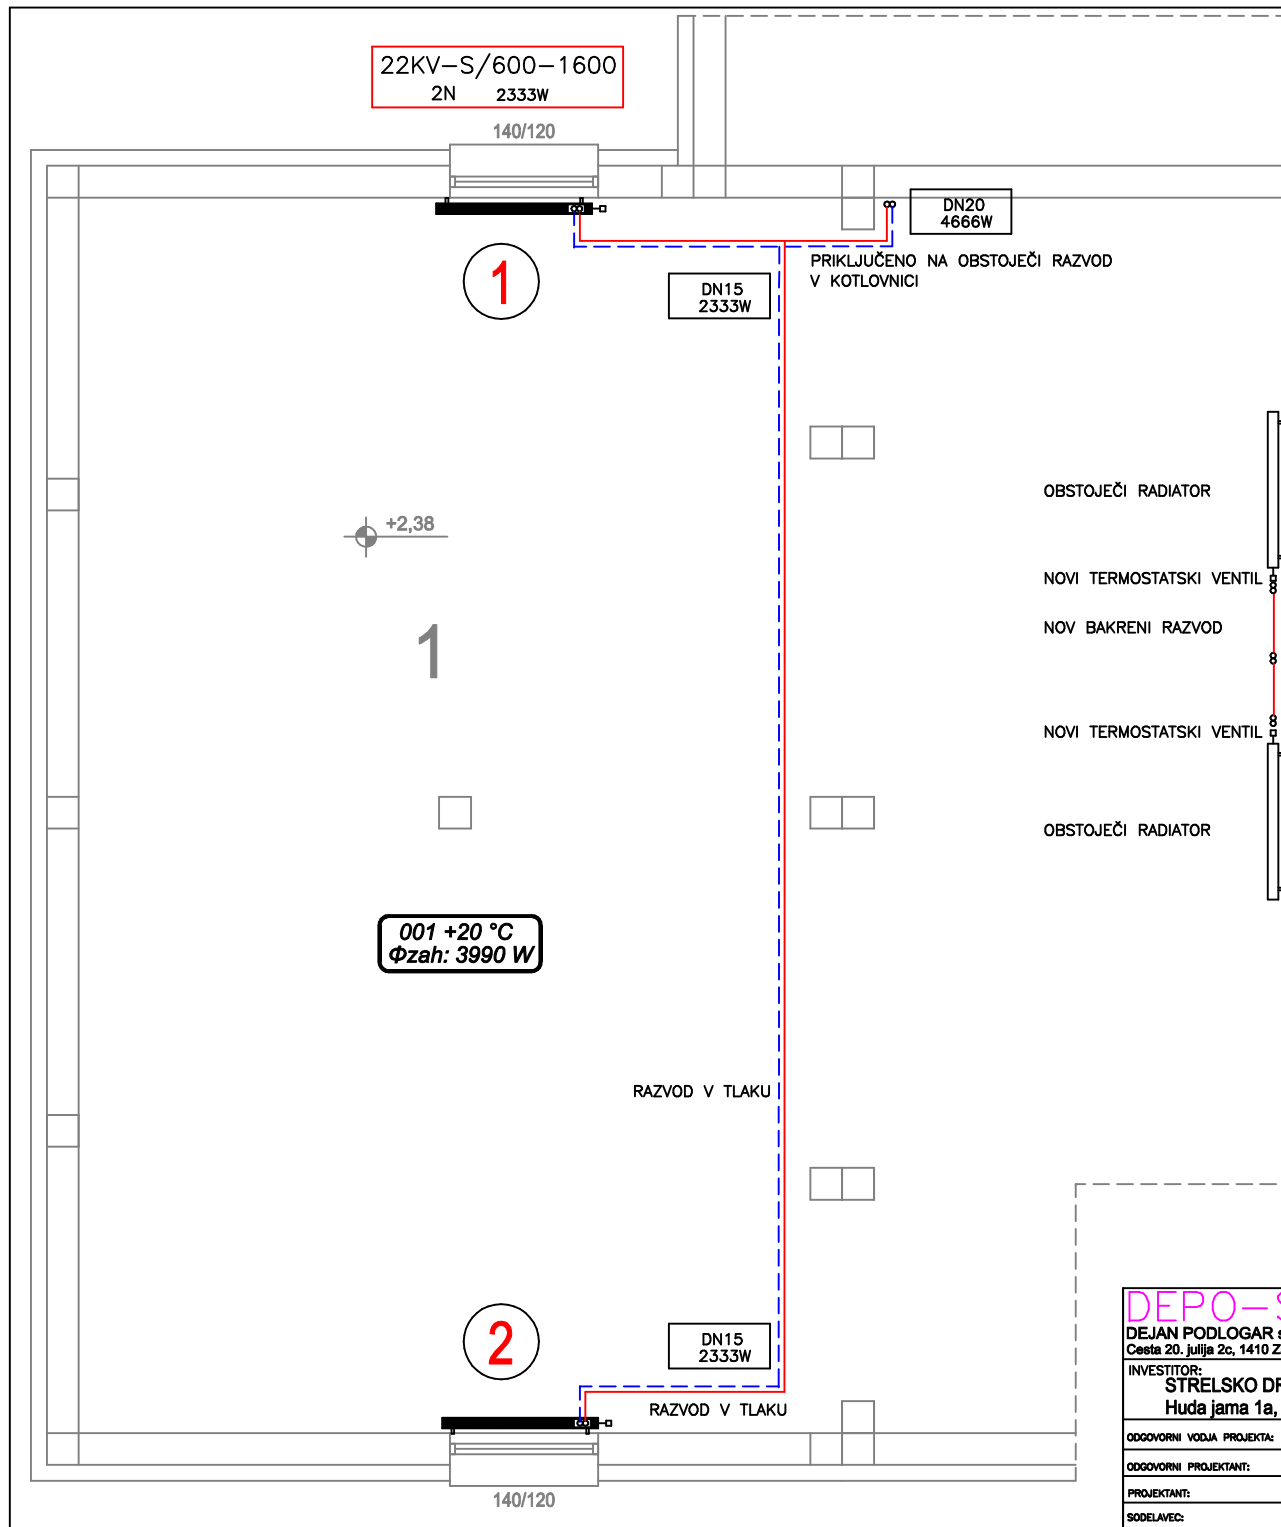 22KV-S/600-1600
2N 2333W
140/120
DN20
4666W
PRIKLJUČENO NA OBSTOJEČI RAZVOD
V KOTLOVNICI
1
DN15
2333W
OBSTOJEČI RADIATOR
+2,38
NOVI TERMOSTATSKI VENTIL
NOV BAKRENI RAZVOD
1
NOVI TERMOSTATSKI VENTIL
OBSTOJEČI RADIATOR
001 +20 °C
Φzah: 3990 W
RAZVOD V TLAKU
2
DN15
2333W
RAZVOD V TLAKU
140/120
DEPO-S
DEJAN PODLOGAR s
Cesta 20. julija 2c, 1410 Z
INVESTITOR:
STRELSKO DR
Huda jama 1a,
ODGOVORNI VODJA PROJEKTA:
ODGOVORNI PROJEKTANT:
PROJEKTANT:
SODELAVEC: